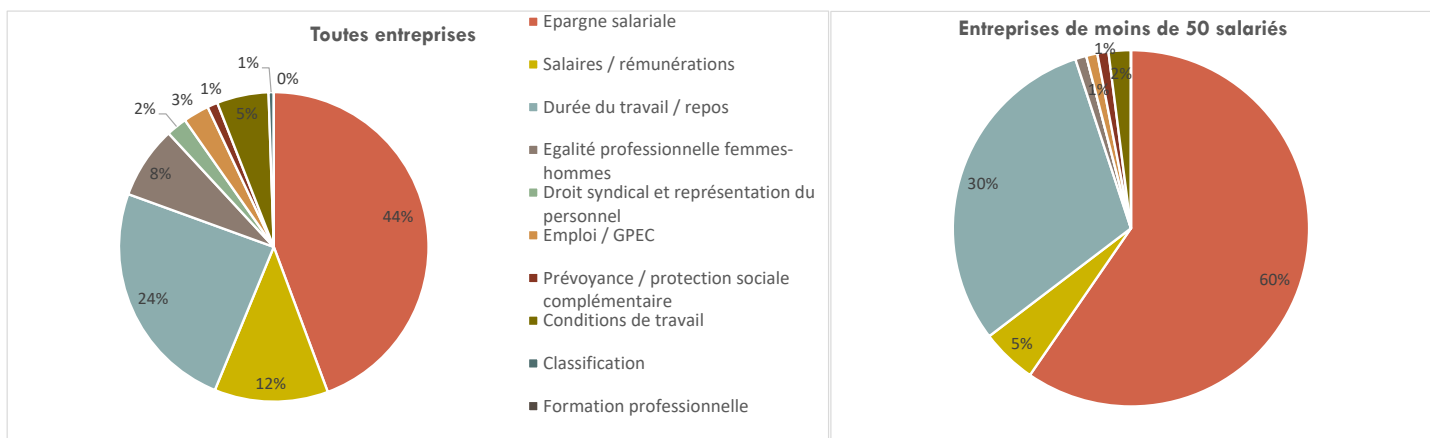 Toutes entreprises
44%
12%
24%
8%
2%
3%
1%
5%
1%
0%
Epargne salariale
Salaires / rémunérations
Durée du travail / repos
Egalité professionnelle femmes-
hommes
Droit syndical et représentation du
personnel
Emploi / GPEC
Prévoyance / protection sociale
complémentaire
Conditions de travail
Classification
Formation professionnelle
Entreprises de moins de 50 salariés
60%
5%
30%
1%
1%
2%